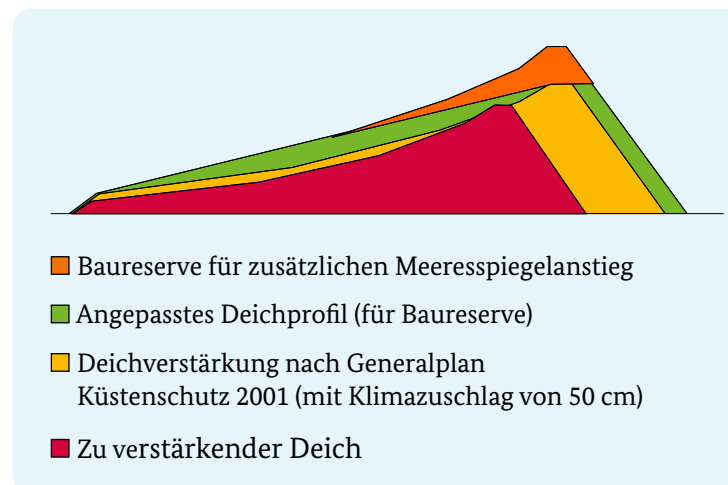 Baureserve für zusätzlichen Meeresspiegelanstieg
Angepasstes Deichprofil (für Baureserve)
Deichverstärkung nach Generalplan
Küstenschutz 2001 (mit Klimazuschlag von 50 cm)
Zu verstärkender Deich